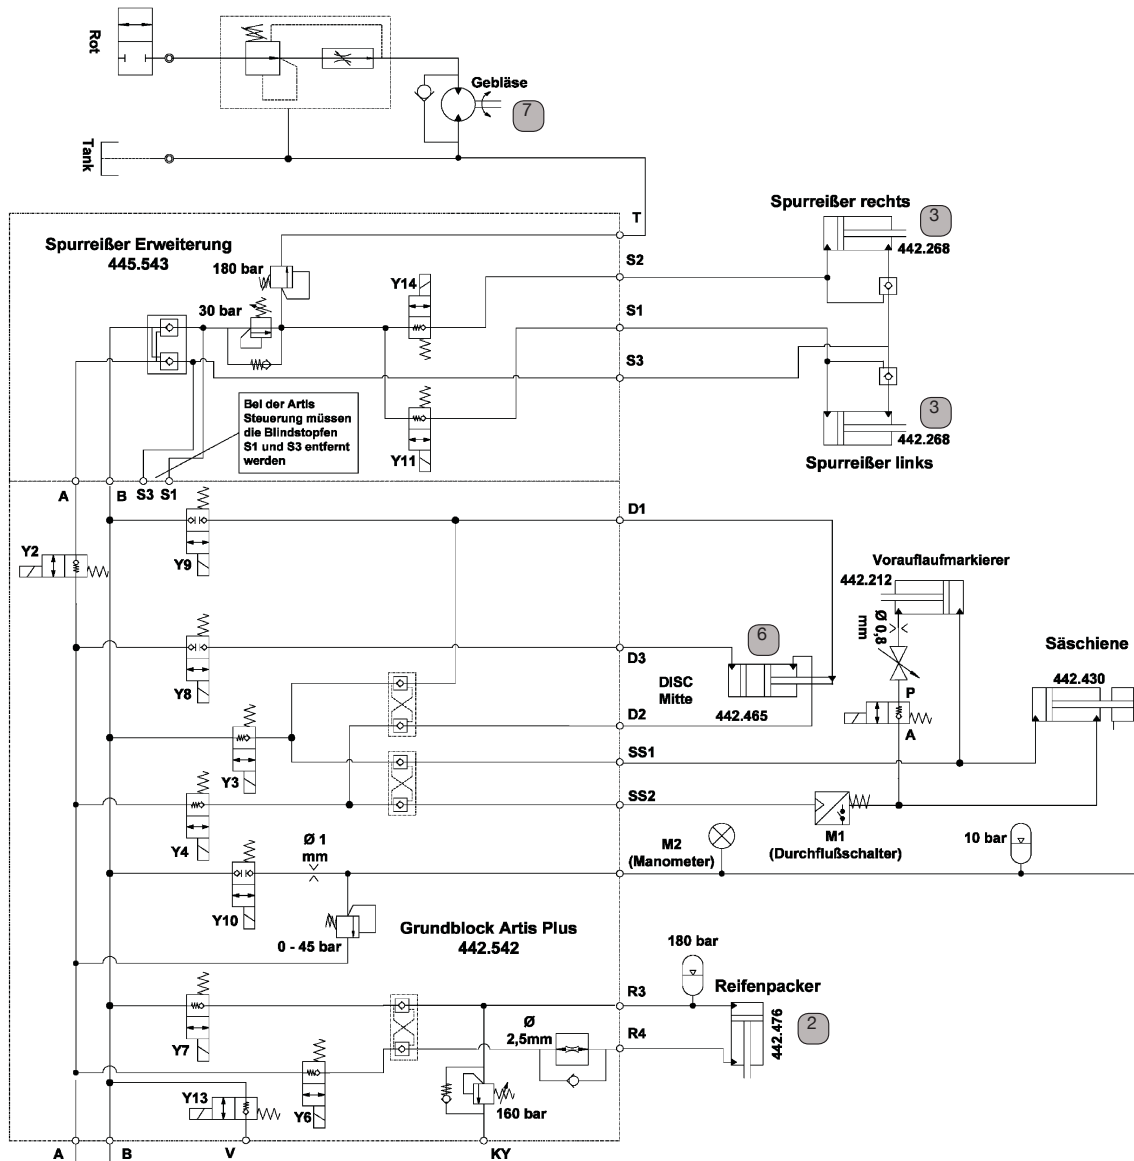 Rot
Gebläse
7
Tank
T
Spurreißer rechts
3
442.268
Spurreißer Erweiterung
445.543
180 bar
Y14
S2
30 bar
S1
S3
Bei der Artis
Steuerung müssen
die Blindstopfen
S1 und S3 entfernt
werden
Y11
3
442.268
Spurreißer links
A
B
S3
S1
D1
Y2
Y9
Vorauflaufmarkierer
442.212
Ø 0,8
mm
6
Säschiene
442.430
D3
Y8
DISC
Mitte
442.465
P
D2
A
SS1
Y3
SS2
Y4
Ø 1
mm
M1
(Durchflußschalter)
M2
(Manometer)
10 bar
Y10
0 - 45 bar
Grundblock Artis Plus
442.542
180 bar
R3
Reifenpacker
442.476
2
Ø
2,5mm
R4
Y7
Y13
Y6
160 bar
A
B
V
KY